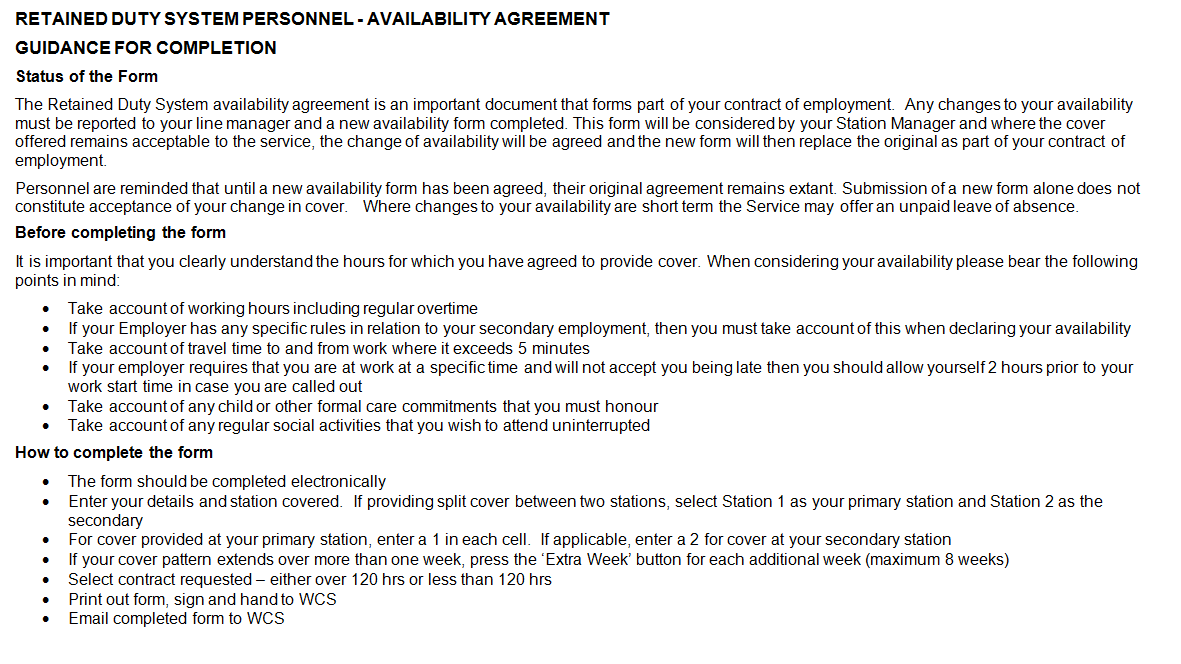 RETAINED DUTY SYSTEM PERSONNEL - AVAILABILITY AGREEMENT
GUIDANCE FOR COMPLETION
Status of the Form
The Retained Duty System availability agreement is an important document that forms part of your contract of employment.  Any changes to your availability
must be reported to your line manager and a new availability form completed. This form will be considered by your Station Manager and where the cover
offered remains acceptable to the service, the change of availability will be agreed and the new form will then replace the original as part of your contract of
employment.
Personnel are reminded that until a new availability form has been agreed, their original agreement remains extant. Submission of a new form alone does not
constitute acceptance of your change in cover.   Where changes to your availability are short term the Service may offer an unpaid leave of absence.
Before completing the form
It is important that you clearly understand the hours for which you have agreed to provide cover.  When considering your availability please bear the following
points in mind:
• Take account of working hours including regular overtime
• If your Employer has any specific rules in relation to your secondary employment, then you must take account of this when declaring your availability
• Take account of travel time to and from work where it exceeds 5 minutes
• If your employer requires that you are at work at a specific time and will not accept you being late then you should allow yourself 2 hours prior to your
work start time in case you are called out
• Take account of any child or other formal care commitments that you must honour
• Take account of any regular social activities that you wish to attend uninterrupted
How to complete the form
• The form should be completed electronically
• Enter your details and station covered.  If providing split cover between two stations, select Station 1 as your primary station and Station 2 as the
secondary
• For cover provided at your primary station, enter a 1 in each cell.  If applicable, enter a 2 for cover at your secondary station
• If your cover pattern extends over more than one week, press the ‘Extra Week’ button for each additional week (maximum 8 weeks)
• Select contract requested – either over 120 hrs or less than 120 hrs
• Print out form, sign and hand to WCS
• Email completed form to WCS